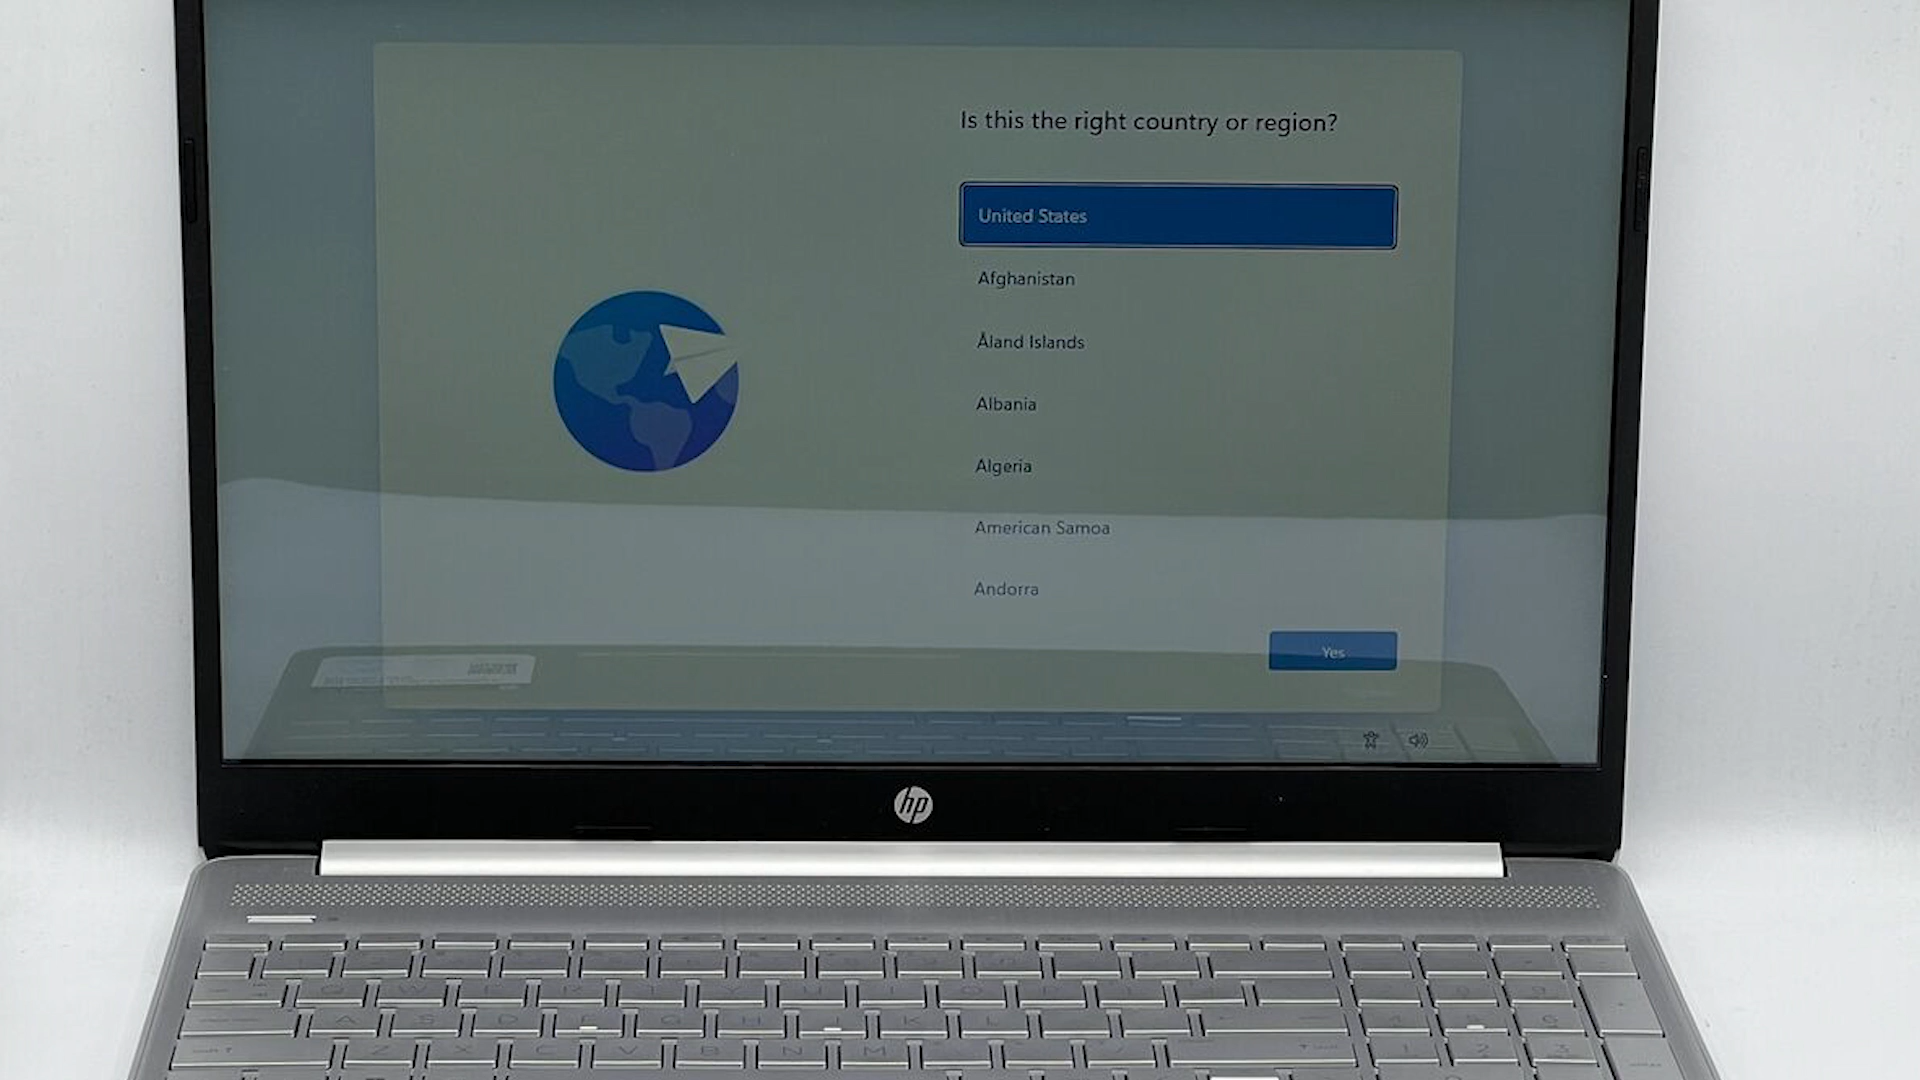 Is this the right country or region?
United States
Afghanistan
Åland Islands
Albania
Algeria
American Samoa
Andorra
Yes
hp
Q W E R T Y U I O P
A S D F G H J K L
Z X C V B N M